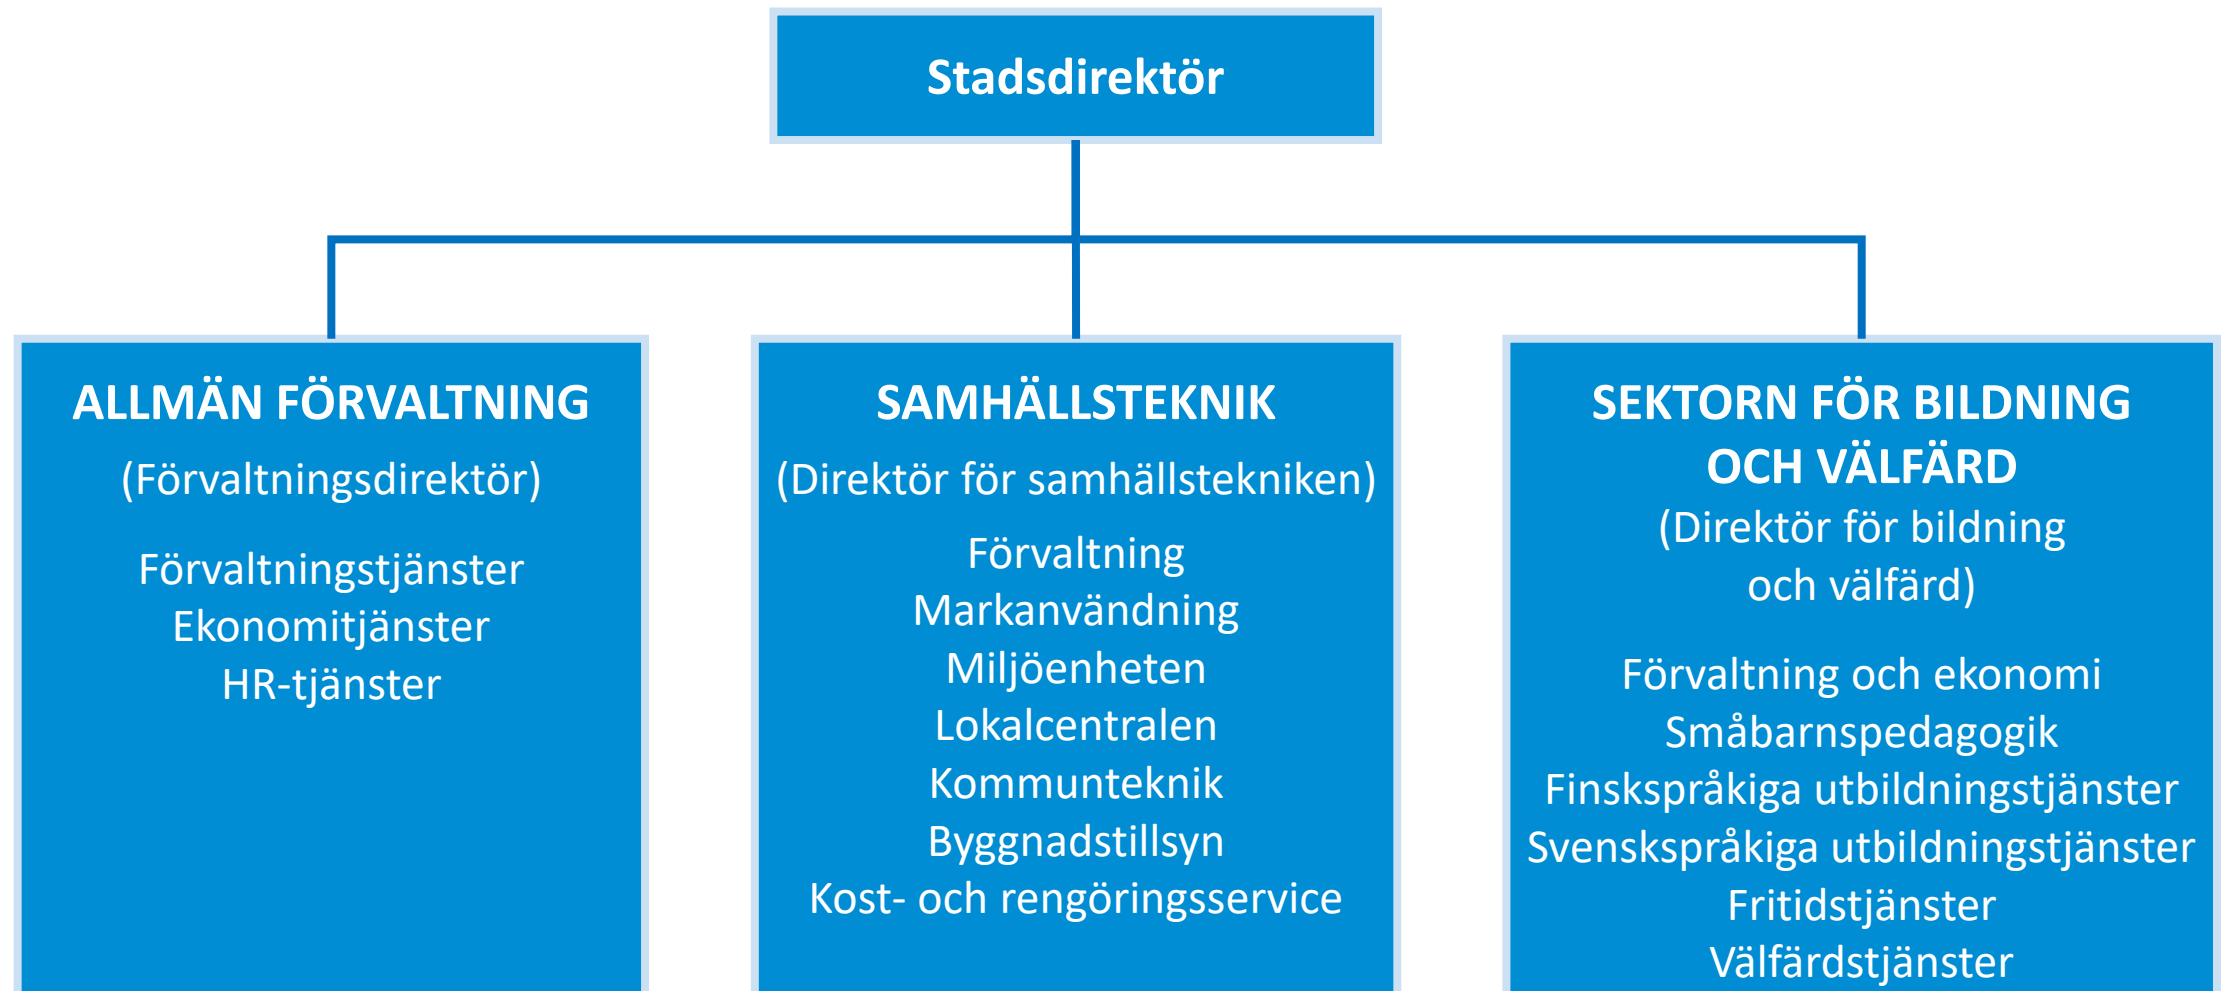 Stadsdirektör
ALLMÄN FÖRVALTNING
(Förvaltningsdirektör)
Förvaltningstjänster
Ekonomitjänster
HR-tjänster
SAMHÄLLSTEKNIK
(Direktör för samhällstekniken)
Förvaltning
Markanvändning
Miljöenheten
Lokalcentralen
Kommunteknik
Byggnadstillsyn
Kost- och rengöringsservice
SEKTORN FÖR BILDNING
OCH VÄLFÄRD
(Direktör för bildning
och välfärd)
Förvaltning och ekonomi
Småbarnspedagogik
Finskspråkiga utbildningstjänster
Svenskspråkiga utbildningstjänster
Fritidstjänster
Välfärdstjänster